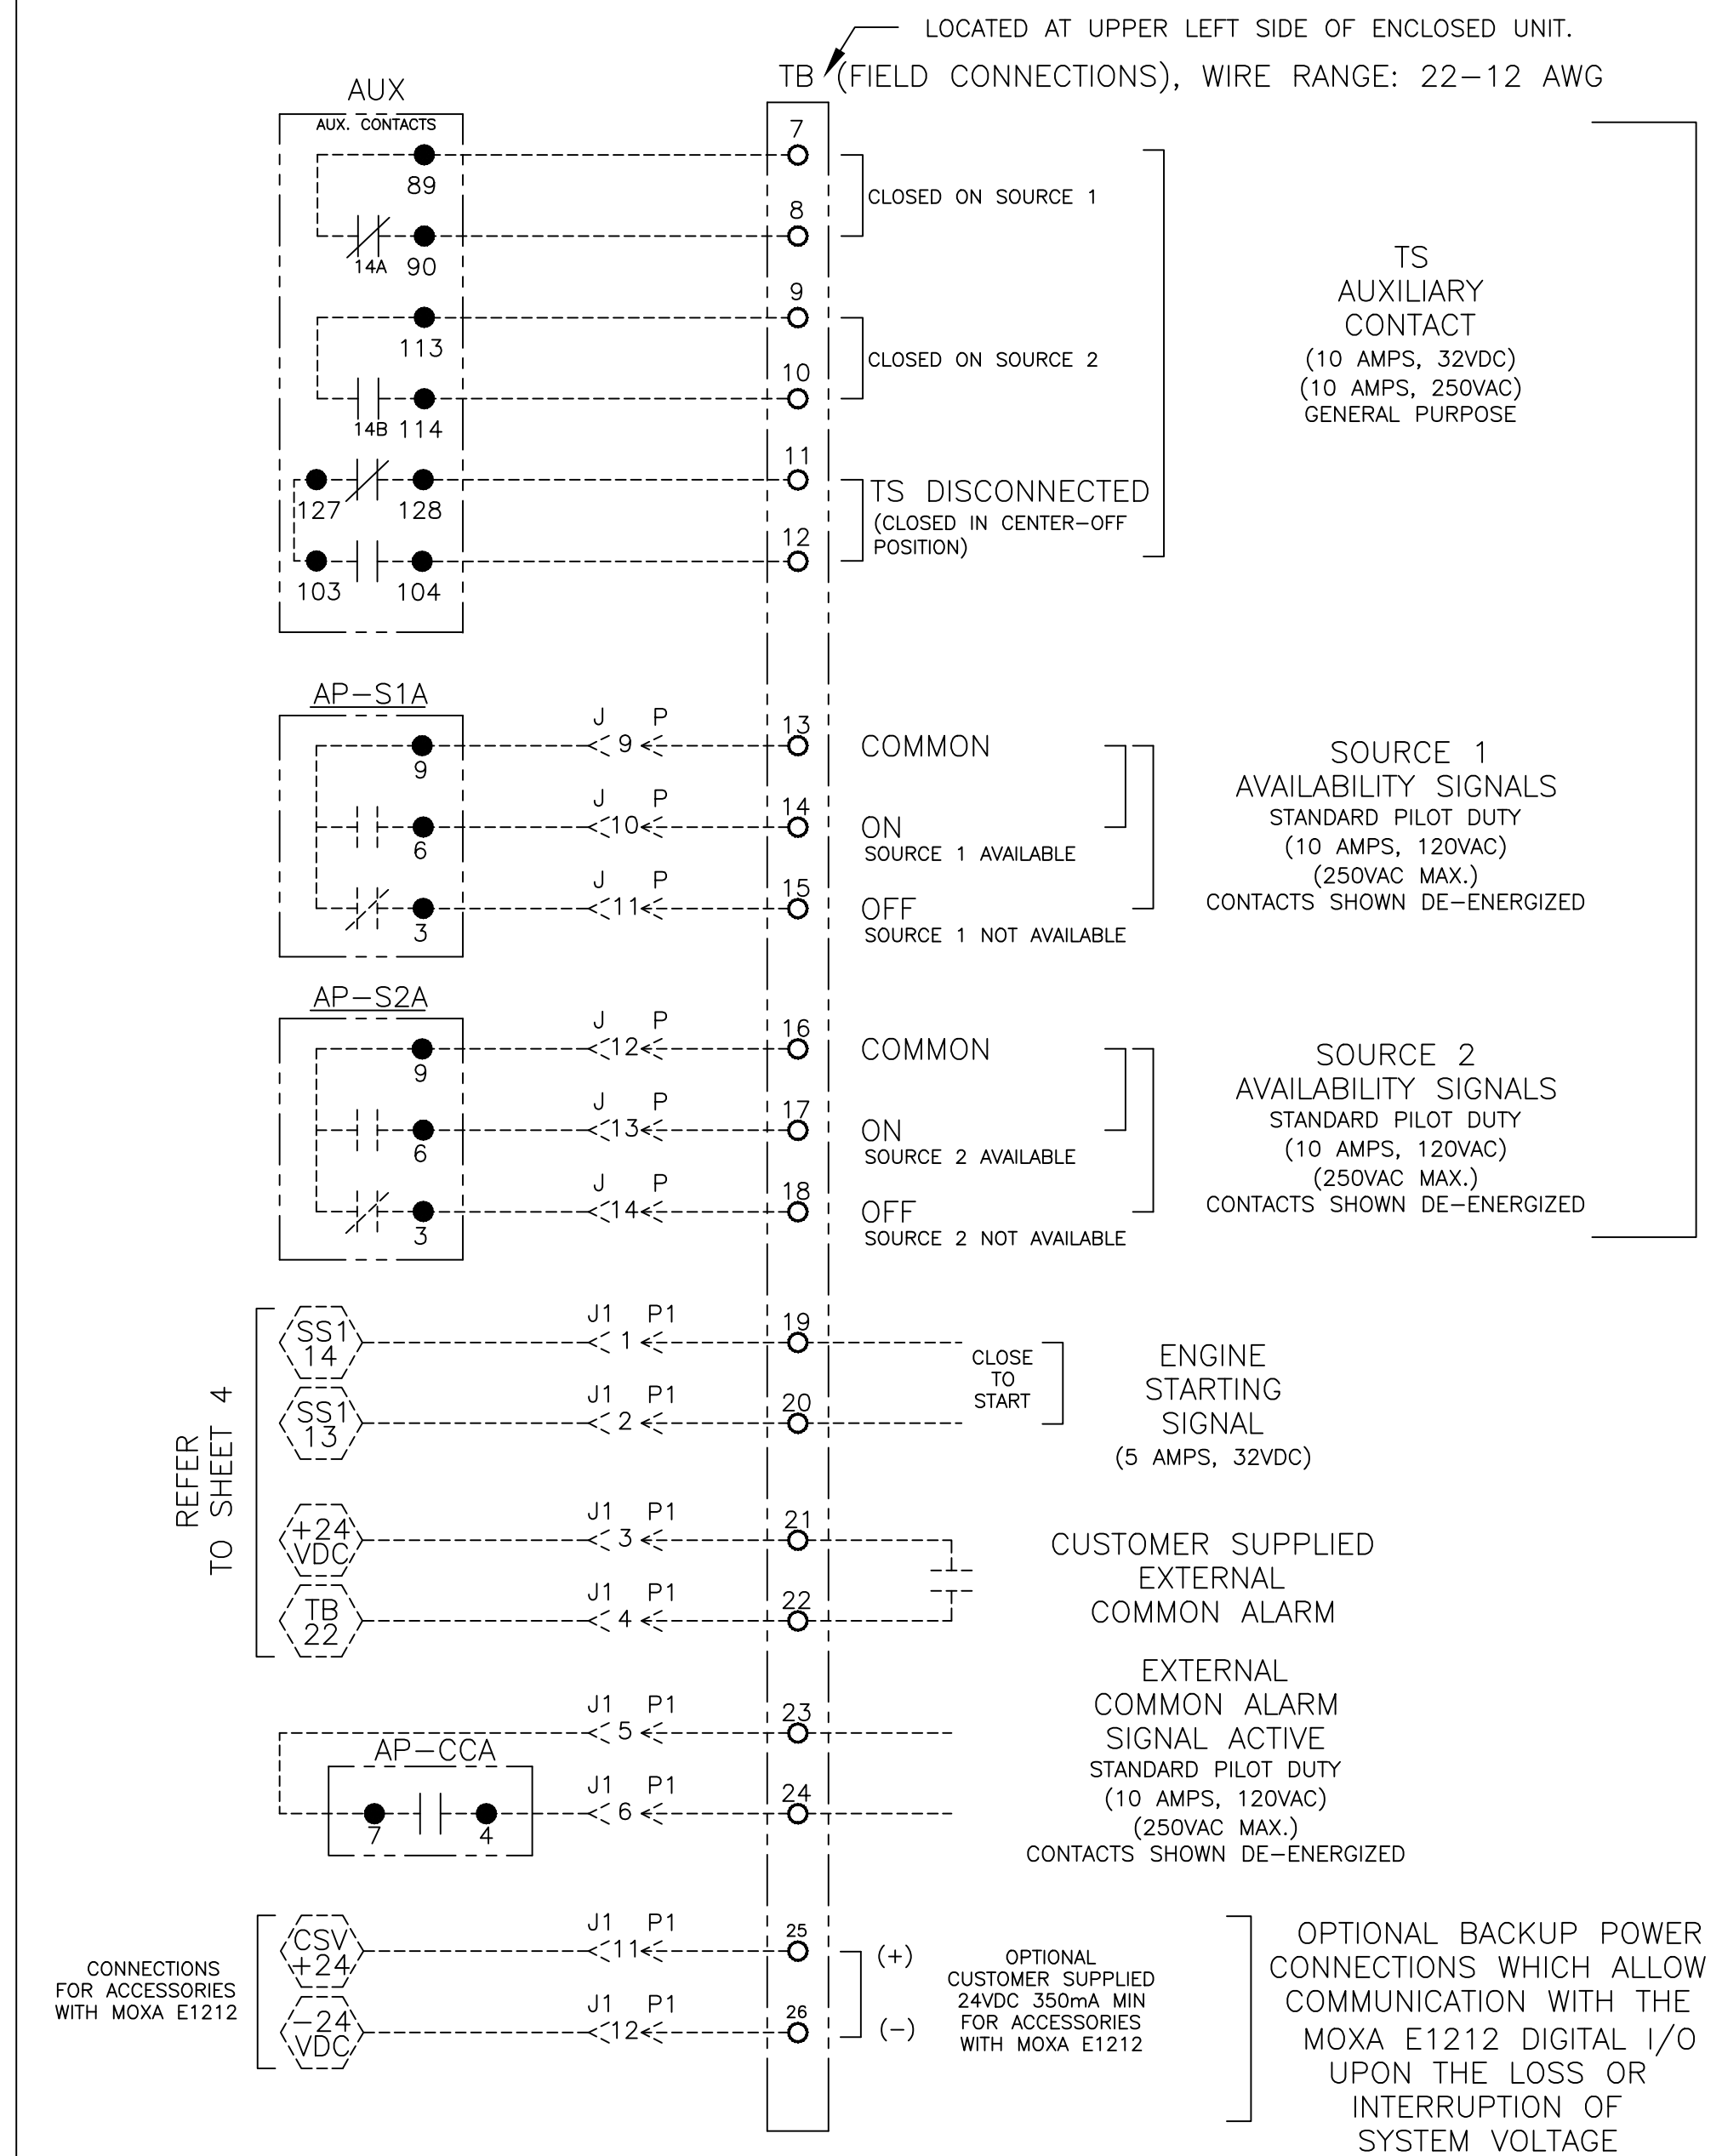 LOCATED AT UPPER LEFT SIDE OF ENCLOSED UNIT.
TB (FIELD CONNECTIONS), WIRE RANGE: 22-12 AWG
AUX
AUX. CONTACTS
7
89
8
CLOSED ON SOURCE 1
14A 90
9
113
10
CLOSED ON SOURCE 2
14B 114
TS
AUXILIARY
CONTACT
(10 AMPS, 32VDC)
(10 AMPS, 250VAC)
GENERAL PURPOSE
11
127 128
12
103 104
TS DISCONNECTED
(CLOSED IN CENTER-OFF
POSITION)
AP-S1A
J P
9
13
COMMON
9
J P
10
14
ON
SOURCE 1 AVAILABLE
6
J P
11
15
OFF
SOURCE 1 NOT AVAILABLE
3
SOURCE 1
AVAILABILITY SIGNALS
STANDARD PILOT DUTY
(10 AMPS, 120VAC)
(250VAC MAX.)
CONTACTS SHOWN DE-ENERGIZED
AP-S2A
J P
12
16
COMMON
9
J P
13
17
ON
SOURCE 2 AVAILABLE
6
J P
14
18
OFF
SOURCE 2 NOT AVAILABLE
3
SOURCE 2
AVAILABILITY SIGNALS
STANDARD PILOT DUTY
(10 AMPS, 120VAC)
(250VAC MAX.)
CONTACTS SHOWN DE-ENERGIZED
REFER
TO SHEET 4
SS1
14
J1 P1
1
19
SS1
13
J1 P1
2
20
CLOSE
TO
START
ENGINE
STARTING
SIGNAL
(5 AMPS, 32VDC)
+24
VDC
J1 P1
3
21
TB
22
J1 P1
4
22
CUSTOMER SUPPLIED
EXTERNAL
COMMON ALARM
J1 P1
5
23
AP-CCA
J1 P1
6
24
7 4
EXTERNAL
COMMON ALARM
SIGNAL ACTIVE
STANDARD PILOT DUTY
(10 AMPS, 120VAC)
(250VAC MAX.)
CONTACTS SHOWN DE-ENERGIZED
CONNECTIONS
FOR ACCESSORIES
WITH MOXA E1212
CSV
+24
J1 P1
11
25
(+)
-24
VDC
J1 P1
12
26
(-)
OPTIONAL
CUSTOMER SUPPLIED
24VDC 350mA MIN
FOR ACCESSORIES
WITH MOXA E1212
OPTIONAL BACKUP POWER
CONNECTIONS WHICH ALLOW
COMMUNICATION WITH THE
MOXA E1212 DIGITAL I/O
UPON THE LOSS OR
INTERRUPTION OF
SYSTEM VOLTAGE